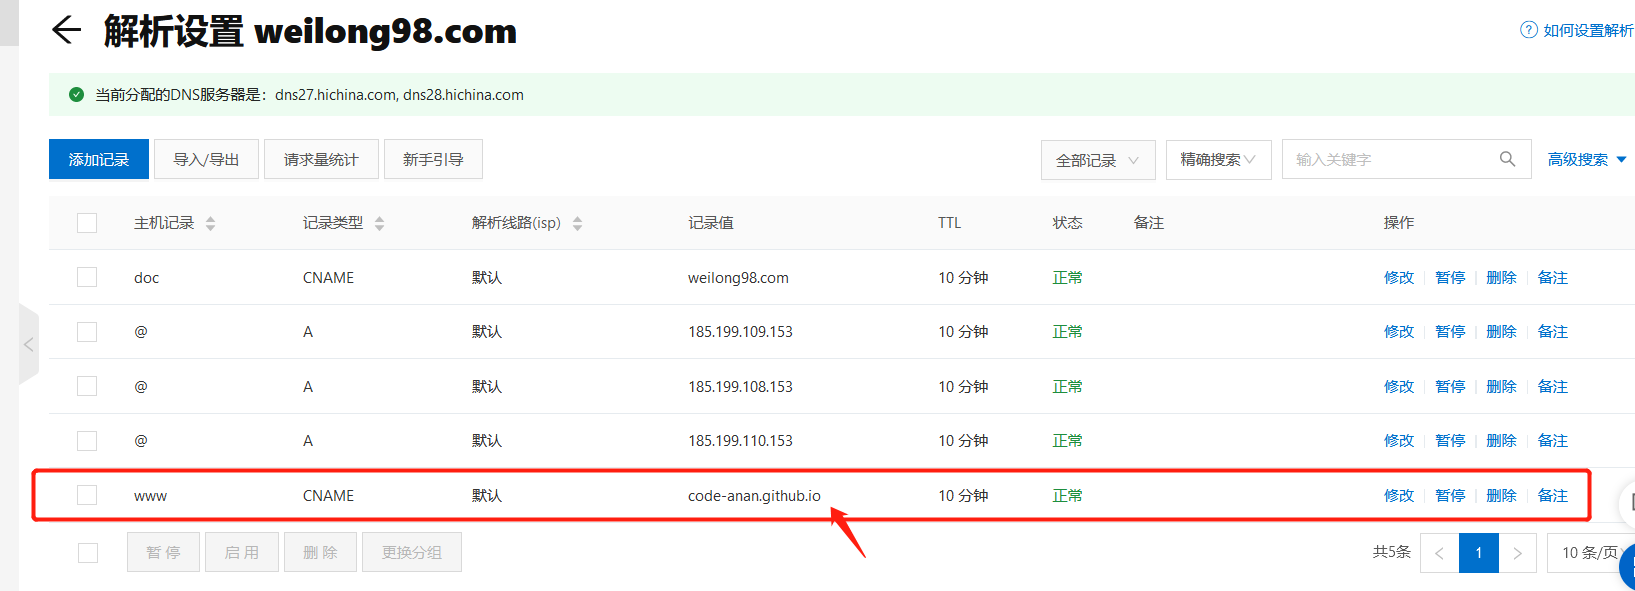 解析设置 weilong98.com
如何设置解析
当前分配的DNS服务器是：dns27.hichina.com, dns28.hichina.com
添加记录 导入/导出 请求量统计 新手引导 全部记录 精确搜索 输入关键字 高级搜索
主机记录 记录类型 解析线路(isp) 记录值 TTL 状态 备注 操作
doc CNAME 默认 weilong98.com 10 分钟 正常 修改 暂停 删除 备注
@ A 默认 185.199.109.153 10 分钟 正常 修改 暂停 删除 备注
@ A 默认 185.199.108.153 10 分钟 正常 修改 暂停 删除 备注
@ A 默认 185.199.110.153 10 分钟 正常 修改 暂停 删除 备注
www CNAME 默认 code-anan.github.io 10 分钟 正常 修改 暂停 删除 备注
暂停 启用 删除 更换分组 共5条 < 1 > 10 条/页